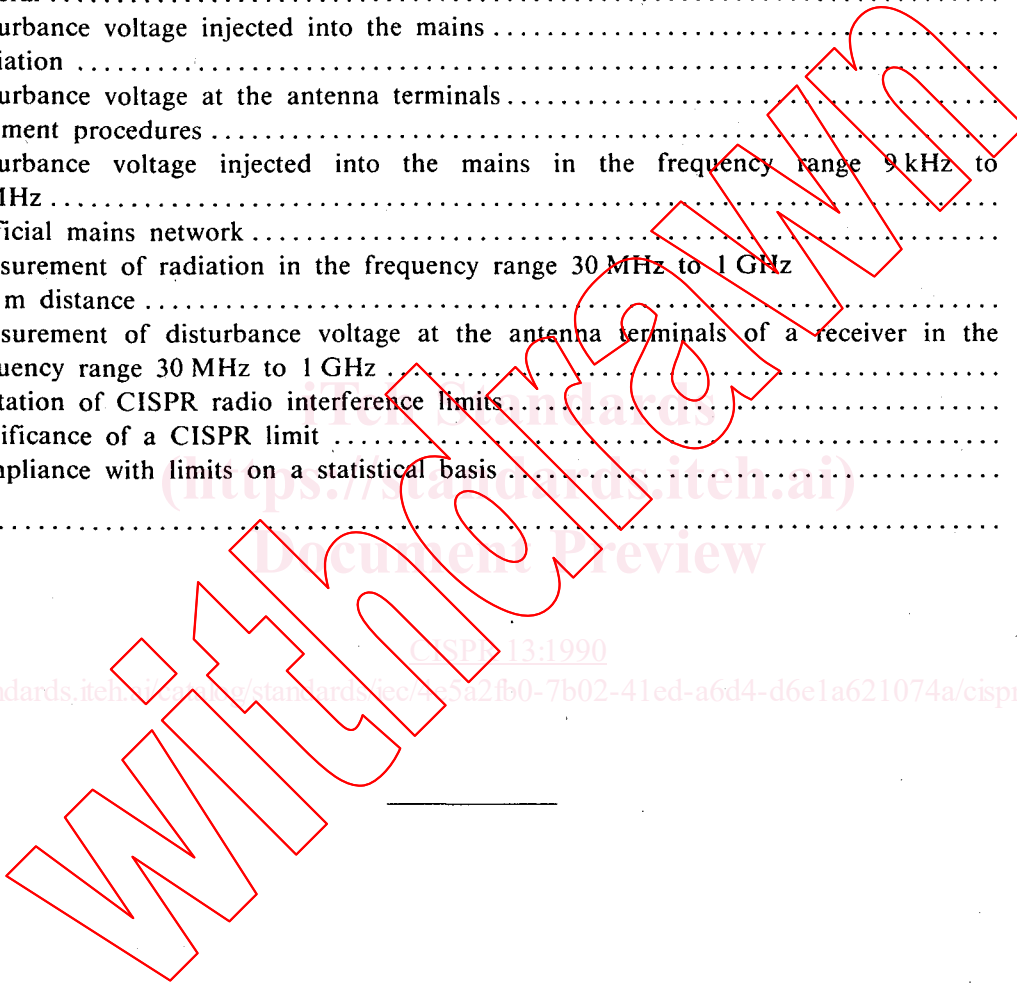 urbance voltage injected into the mains ........................................
iation ........................................
urbance voltage at the antenna terminals ........................................
ment procedures ........................................
urbance voltage injected into the mains in the frequency range 9 kHz to
MHz ........................................
ficial mains network ........................................
surement of radiation in the frequency range 30 MHz to 1 GHz
m distance ........................................
surement of disturbance voltage at the antenna terminals of a receiver in the
uency range 30 MHz to 1 GHz ........................................
tation of CISPR radio interference limits ........................................
iTeh Standards
ificance of a CISPR limit ........................................
mpliance with limits on a statistical basis ........................................
(https://standards.iteh.ai)
Document Preview
CISPR 13:1990
ndards.iteh.ai/catalog/standards/iec/4e5a2fb0-7b02-41ed-a6d4-d6e1a621074a/cispr
withdrawn